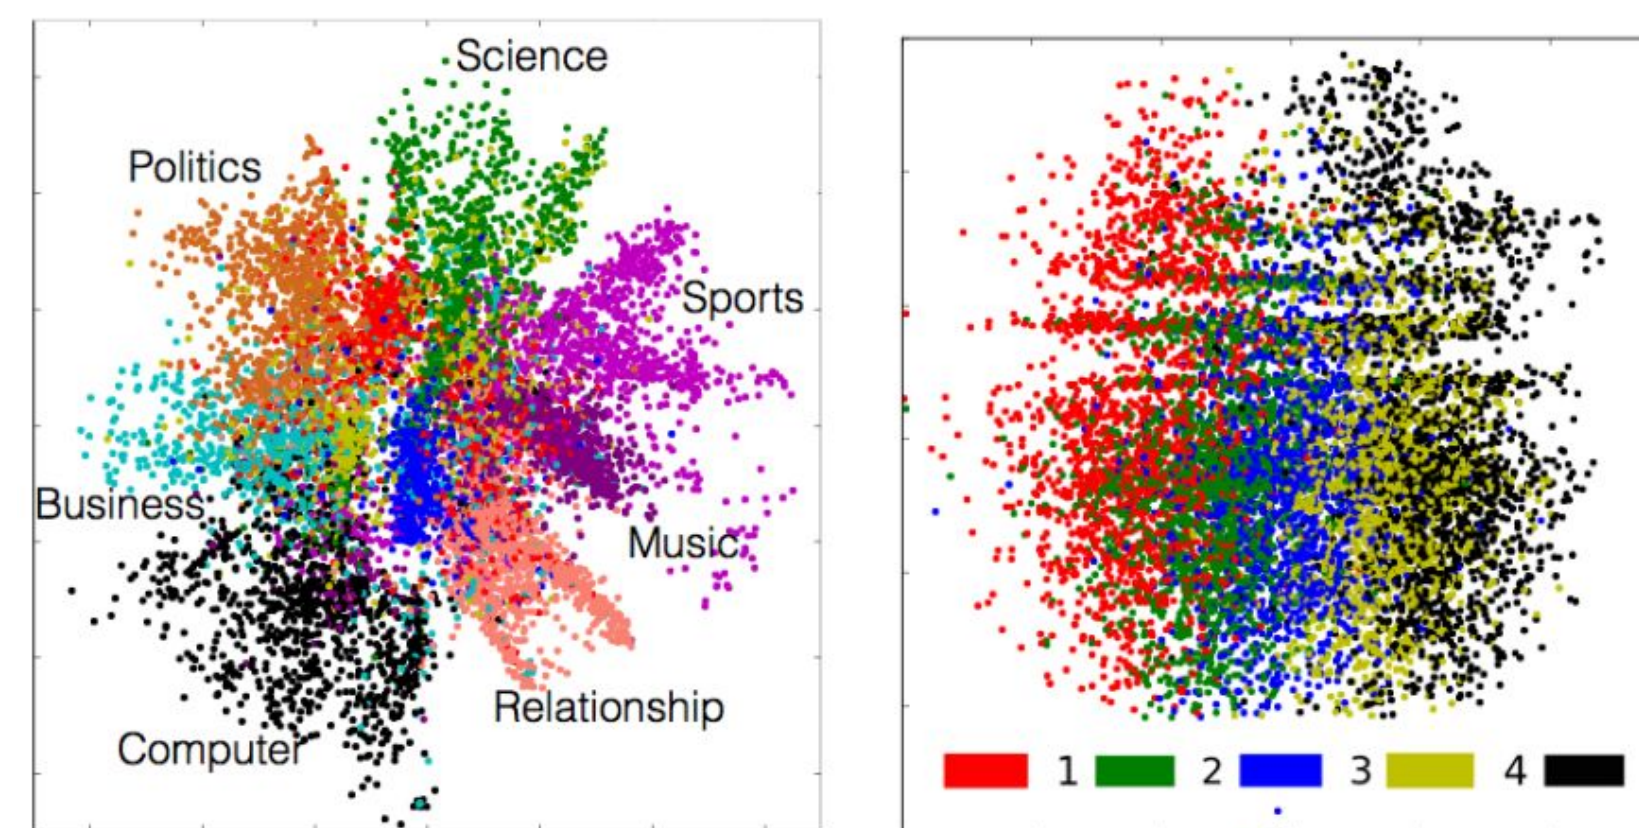 Science
Politics
Sports
Business
Music
Relationship
Computer
1 2 3 4